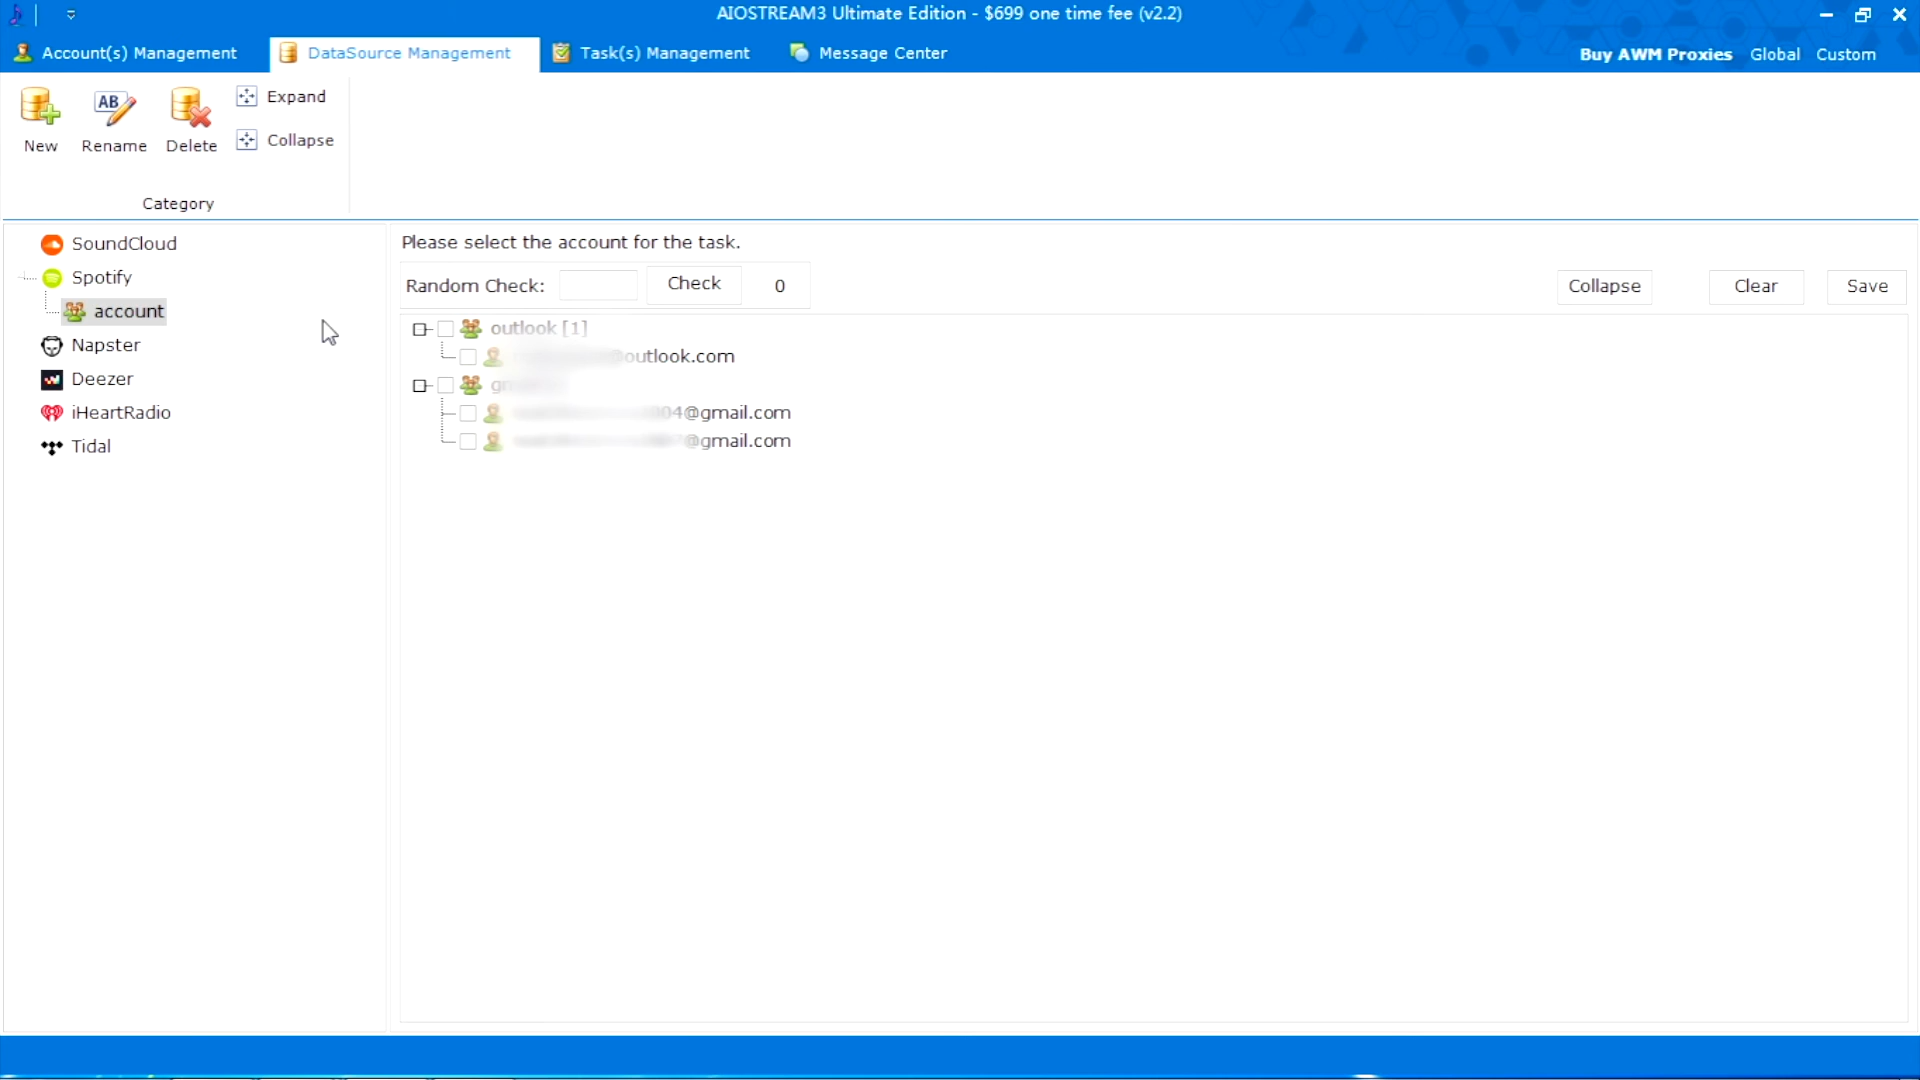 AIOSTREAM3 Ultimate Edition - $699 one time fee (v2.2)
Account(s) Management
DataSource Management
Task(s) Management
Message Center
Buy AWM Proxies
Global
Custom
AB
New
Rename
Delete
Expand
Collapse
Category
SoundCloud
Spotify
account
Napster
Deezer
iHeartRadio
Tidal
Please select the account for the task.
Random Check:
Check
0
Collapse
Clear
Save
outlook [1]
@outlook.com
04@gmail.com
@gmail.com